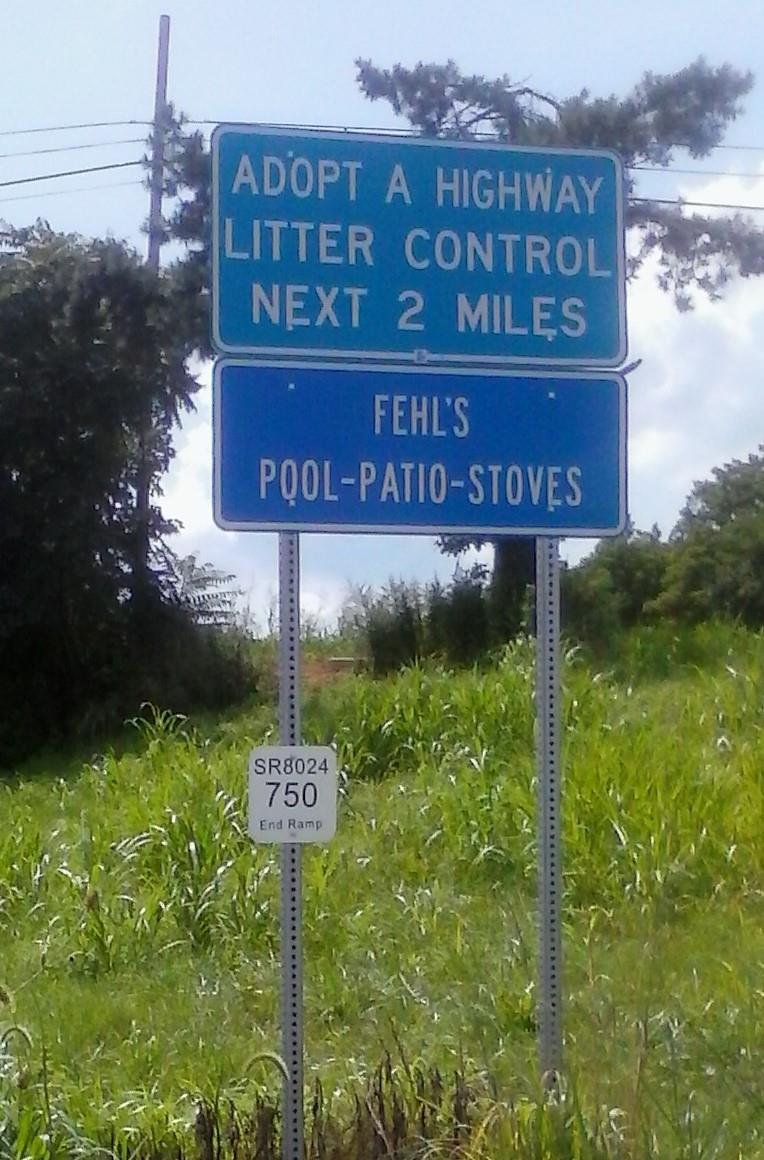 ADOPT A HIGHWAY
LITTER CONTROL
NEXT 2 MILES
FEHL'S
POOL-PATIO-STOVES
SR8024
750
End Ramp